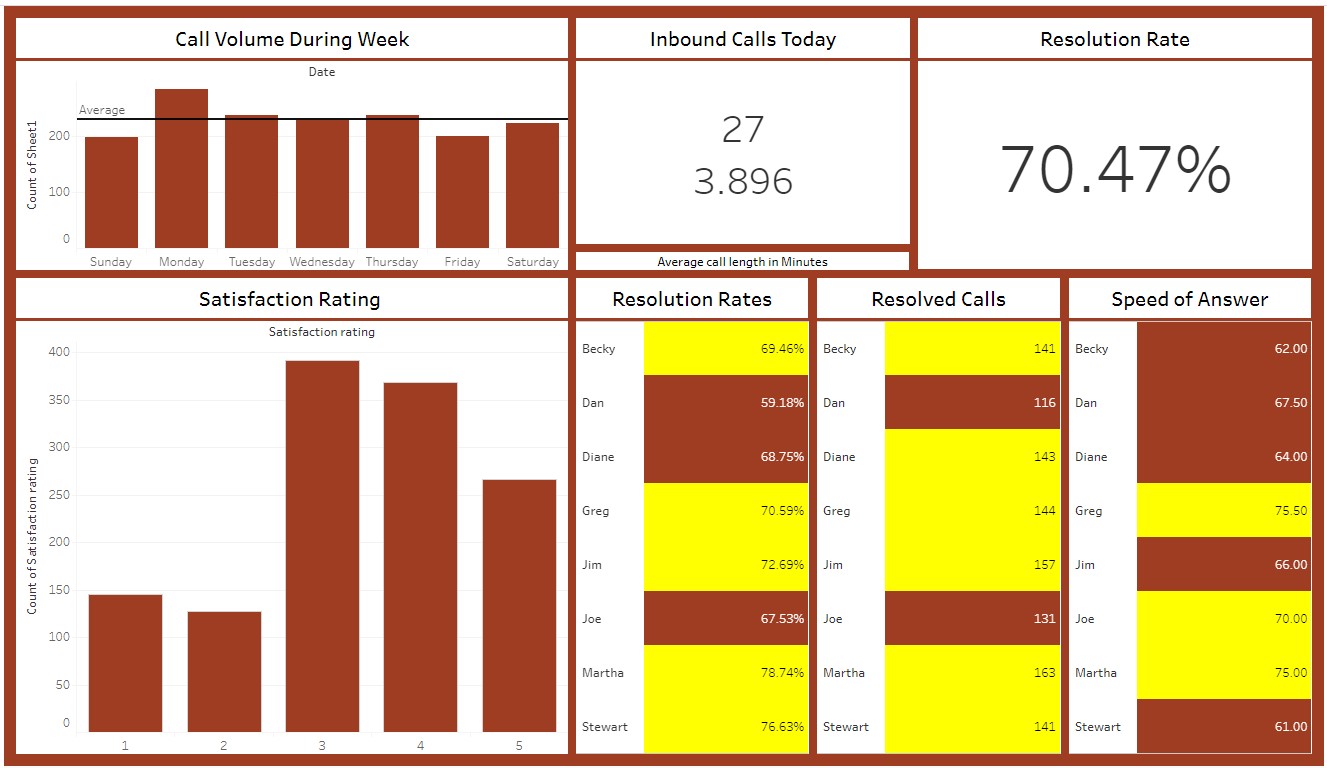 Call Volume During Week
Date
Average
Count of Sheet1
200
100
0
Sunday Monday Tuesday Wednesday Thursday Friday Saturday
Inbound Calls Today
27
3.896
Average call length in Minutes
Resolution Rate
70.47%
Satisfaction Rating
Satisfaction rating
Count of Satisfaction rating
400
350
300
250
200
150
100
50
0
1 2 3 4 5
Resolution Rates
Becky 69.46%
Dan 59.18%
Diane 68.75%
Greg 70.59%
Jim 72.69%
Joe 67.53%
Martha 78.74%
Stewart 76.63%
Resolved Calls
Becky 141
Dan 116
Diane 143
Greg 144
Jim 157
Joe 131
Martha 163
Stewart 141
Speed of Answer
Becky 62.00
Dan 67.50
Diane 64.00
Greg 75.50
Jim 66.00
Joe 70.00
Martha 75.00
Stewart 61.00